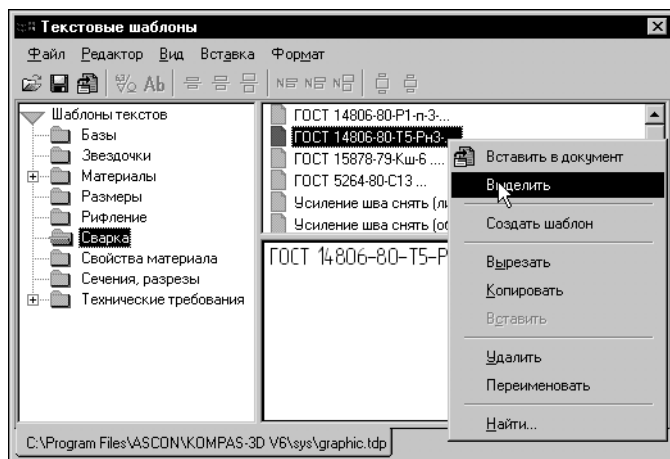 Текстовые шаблоны
Файл Редактор Вид Вставка Формат
Шаблоны текстов
Базы
Звездочки
Материалы
Размеры
Рифление
Сварка
Свойства материала
Сечения, разрезы
Технические требования
ГОСТ 14806-80-Р1-п-3-...
ГОСТ 14806-80-Т5-Рн3-
ГОСТ 15878-79-Кш-6 ....
ГОСТ 5264-80-С13 ...
Усиление шва снять (ли
Усиление шва снять (об
ГОСТ 14806-80-Т5-Р
Вставить в документ
Выделить
Создать шаблон
Вырезать
Копировать
Вставить
Удалить
Переименовать
Найти...
C:\Program Files\ASCON\KOMPAS-3D V6\sys\graphic.tdp